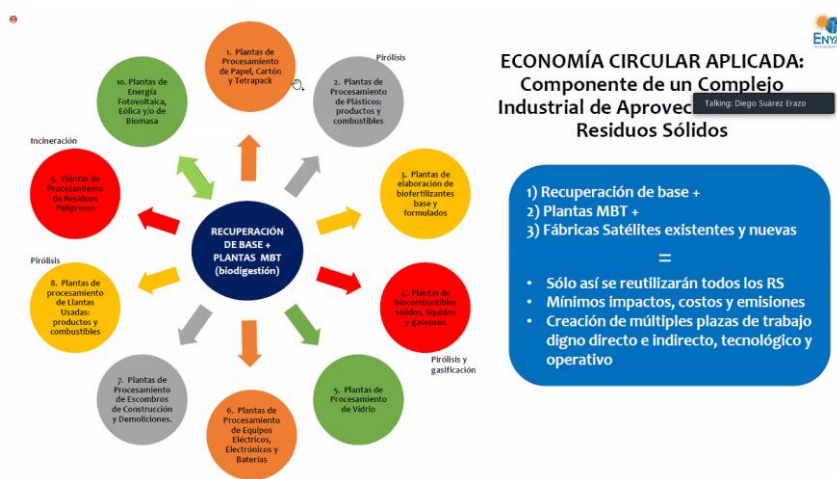 ENYA
ECONOMÍA CIRCULAR APLICADA:
Componente de un Complejo
Industrial de Aprovec
Talking: Diego Suárez Erazo
Residuos Sólidos
1. Plantas de
Procesamiento
de Papel, Cartón
y Tetrapack
Pirólisis
2. Plantas de
Procesamiento
de Plásticos:
productos y
combustibles
3. Plantas de
elaboración de
biofertilizantes
base y
formulados
4. Plantas de
biocombustibles
sólidos, líquidos
y gaseosos
Pirólisis y
gasificación
5. Plantas de
Procesamiento
de Vidrio
6. Plantas de
Procesamiento
de Equipos
Eléctricos,
Electrónicos y
Baterías
7. Plantas de
Procesamiento
de Escombros
de Construcción
y Demoliciones.
Pirólisis
8. Plantas de
procesamiento
de Llantas
Usadas:
productos y
combustibles
Incineración
9. Plantas de
Procesamiento
de Residuos
Peligrosos
10. Plantas de
Energía
Fotovoltaica,
Eólica y/o de
Biomasa
RECUPERACIÓN
DE BASE +
PLANTAS MBT
(biodigestión)
1) Recuperación de base +
2) Plantas MBT +
3) Fábricas Satélites existentes y nuevas
=
• Sólo así se reutilizarán todos los RS
• Mínimos impactos, costos y emisiones
• Creación de múltiples plazas de trabajo
digno directo e indirecto, tecnológico y
operativo